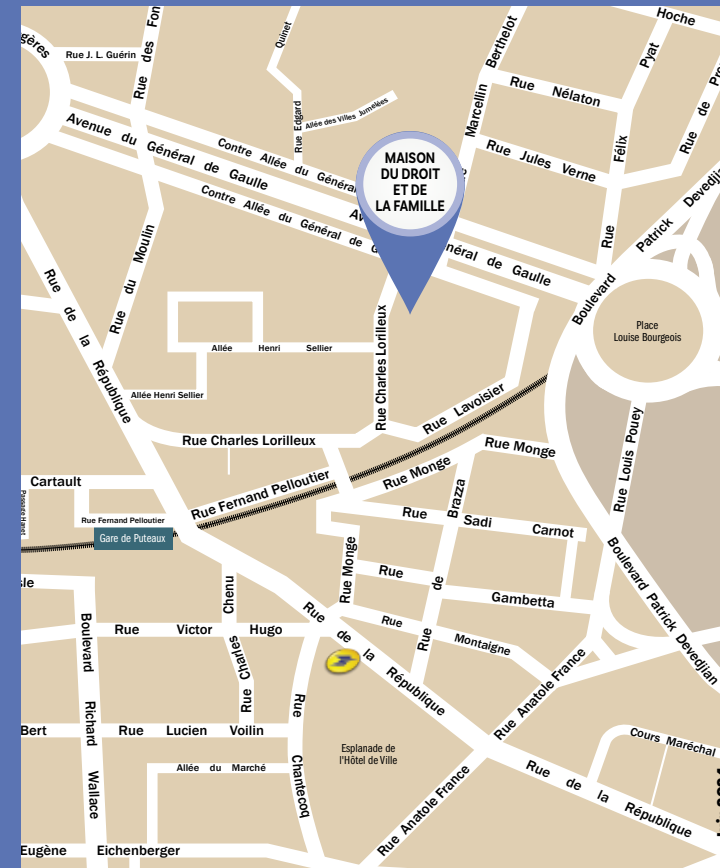 Hoche
gères
Rue J. L. Guérin
Rue des Fon
Quinet
Rue Edgard
Allée des Villes Jumelées
Marcellin Berthelot
Rue Nélaton
Pyat
Félix
Rue
Rue de Pr
Rue Jules Verne
Avenue du Général de Gaulle
Contre Allée du Général
Contre Allée du Général de G
MAISON
DU DROIT
ET DE
LA FAMILLE
Av
néral de Gaulle
Boulevard Patrick Devedjia
Place
Louise Bourgeois
Rue du Moulin
Rue de la République
Allée Henri Sellier
Allée Henri Sellier
Rue Charles Lorilleux
Rue Charles Lorilleux
Rue Lavoisier
Rue Louis Pouey
Cartault
Rue Fernand Pelloutier
Rue Fernand Pelloutier
Gare de Puteaux
Rue Monge
Rue Monge
Rue Monge
Rue Sadi Carnot
Rue de Brazza
Rue Gambetta
Rue Montaigne
Boulevard Patrick Devedjian
sle
Boulevard Richard Wallace
Rue Victor Hugo
Rue Charles Chenu
Rue de la République
Rue Chantecoq
Bert
Rue Lucien Voilin
Allée du Marché
Esplanade de
l'Hôtel de Ville
Rue Anatole France
Rue Anatole France
Rue de la République
Cours Maréchal
Eugène Eichenberger